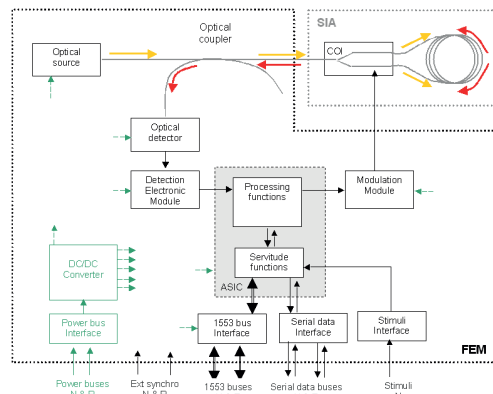 SIA
Optical
coupler
Optical
source
COI
Optical
detector
Detection
Electronic
Module
Processing
functions
Modulation
Module
Servitude
functions
ASIC
DC/DC
Converter
Power bus
Interface
1553 bus
Interface
Serial data
Interface
Stimuli
Interface
FEM
Power buses
Ext synchro
1553 buses
Serial data buses
Stimuli